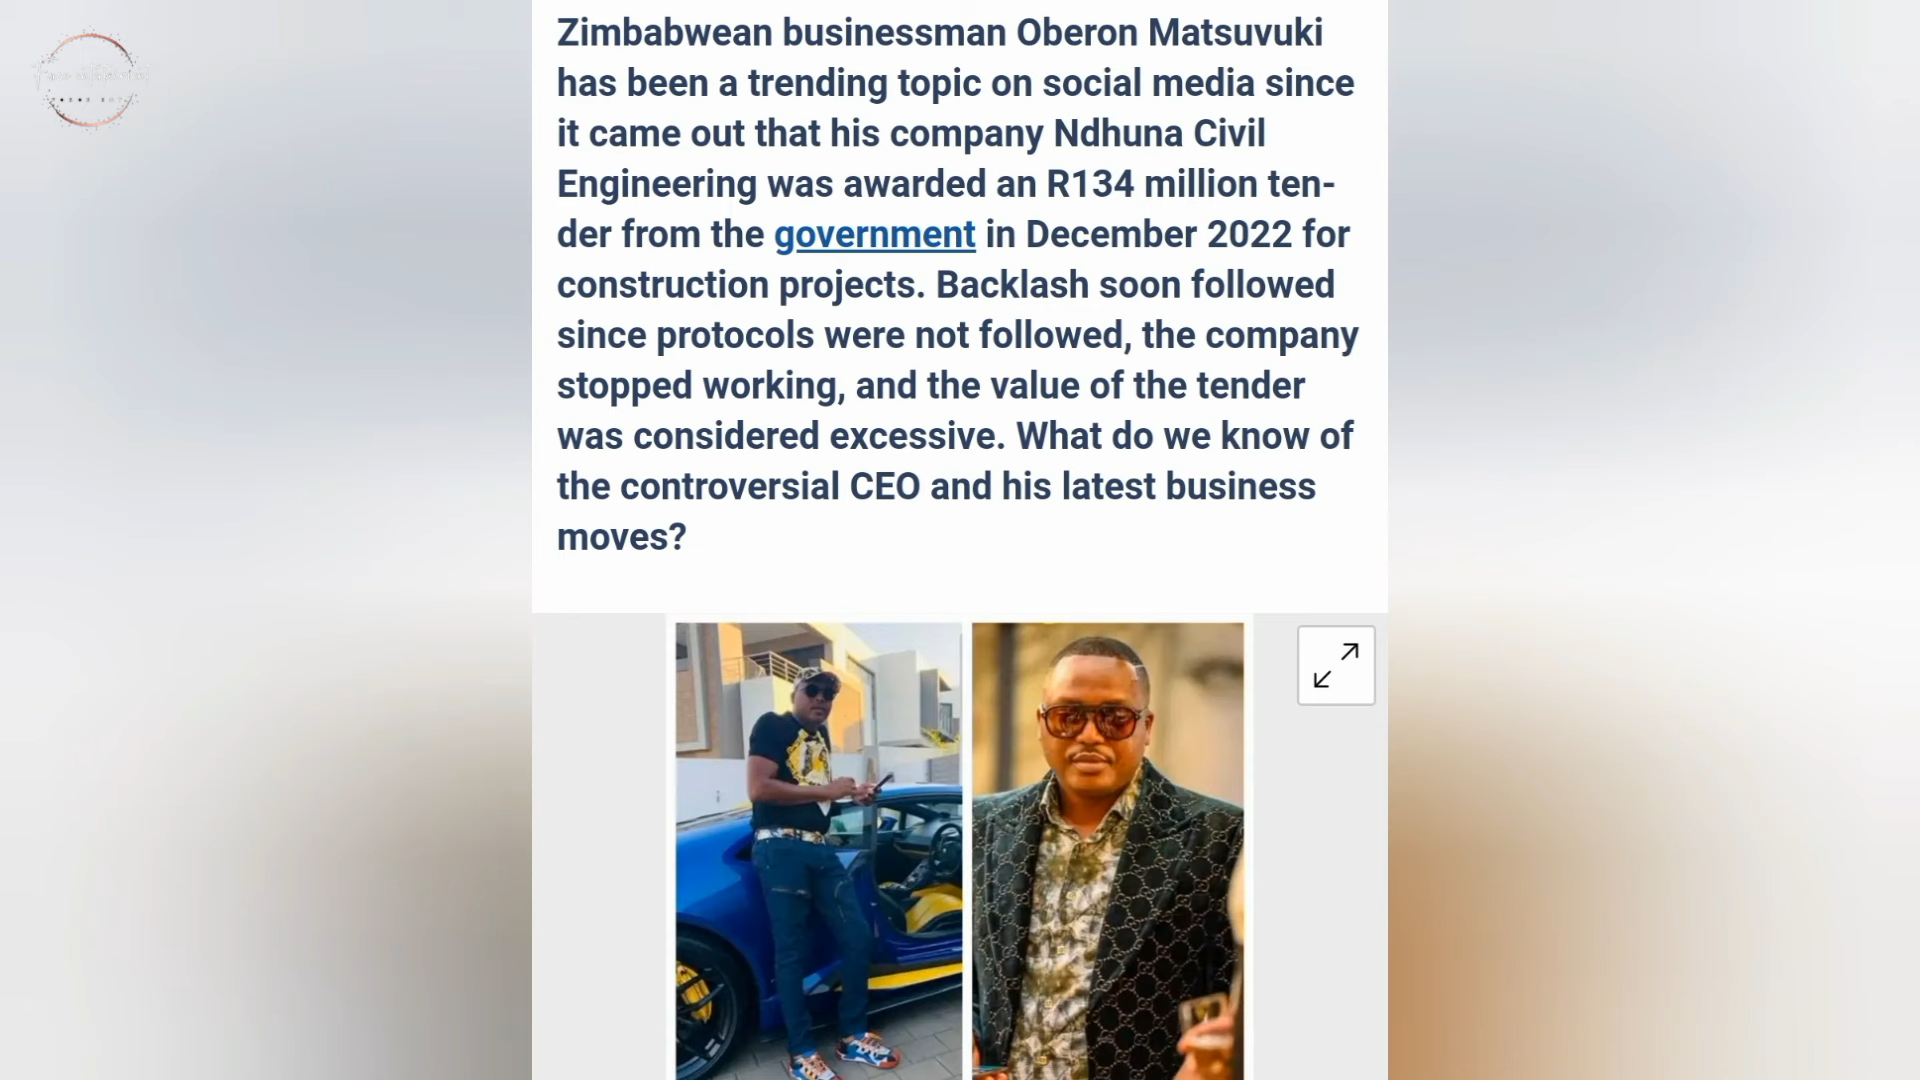 Zimbabwean businessman Oberon Matsuvuki
has been a trending topic on social media since
it came out that his company Ndhuna Civil
Engineering was awarded an R134 million ten-
der from the government in December 2022 for
construction projects. Backlash soon followed
since protocols were not followed, the company
stopped working, and the value of the tender
was considered excessive. What do we know of
the controversial CEO and his latest business
moves?